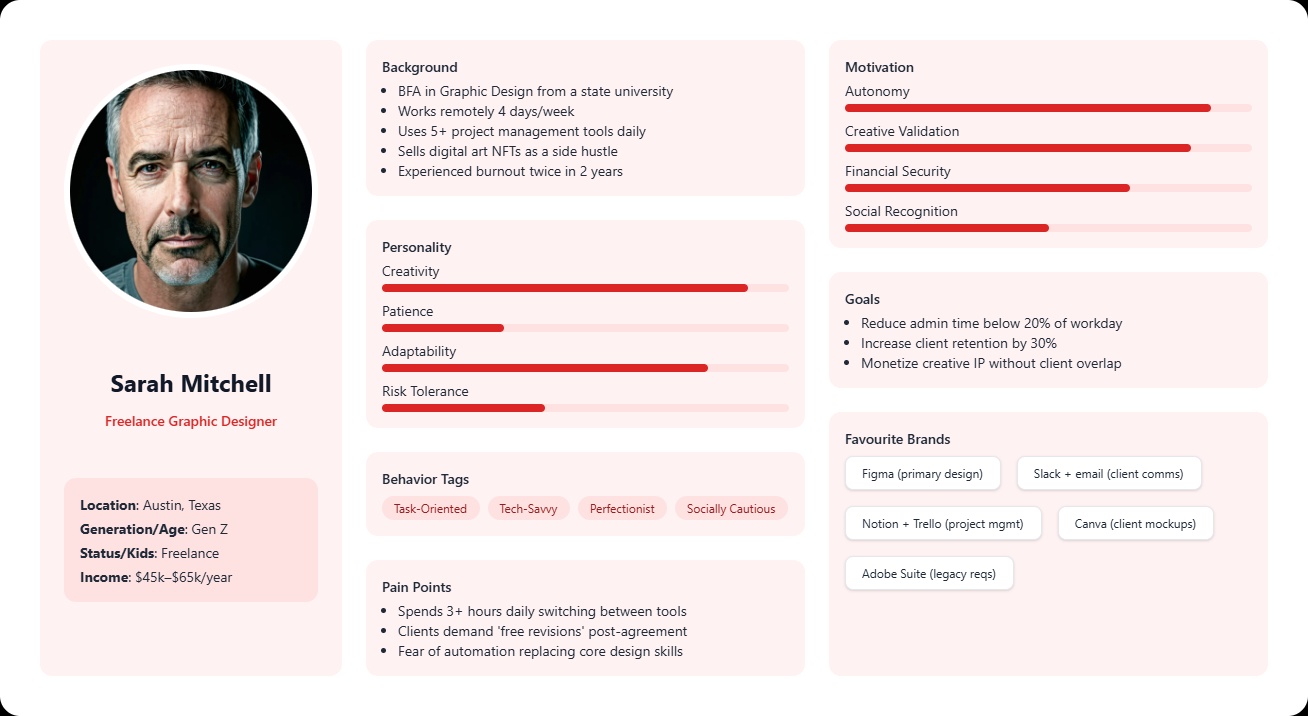 Sarah Mitchell
Freelance Graphic Designer
Location: Austin, Texas
Generation/Age: Gen Z
Status/Kids: Freelance
Income: $45k–$65k/year
Background
BFA in Graphic Design from a state university
Works remotely 4 days/week
Uses 5+ project management tools daily
Sells digital art NFTs as a side hustle
Experienced burnout twice in 2 years
Personality
Creativity
Patience
Adaptability
Risk Tolerance
Behavior Tags
Task-Oriented
Tech-Savvy
Perfectionist
Socially Cautious
Pain Points
Spends 3+ hours daily switching between tools
Clients demand 'free revisions' post-agreement
Fear of automation replacing core design skills
Motivation
Autonomy
Creative Validation
Financial Security
Social Recognition
Goals
Reduce admin time below 20% of workday
Increase client retention by 30%
Monetize creative IP without client overlap
Favourite Brands
Figma (primary design)
Slack + email (client comms)
Notion + Trello (project mgmt)
Canva (client mockups)
Adobe Suite (legacy reqs)